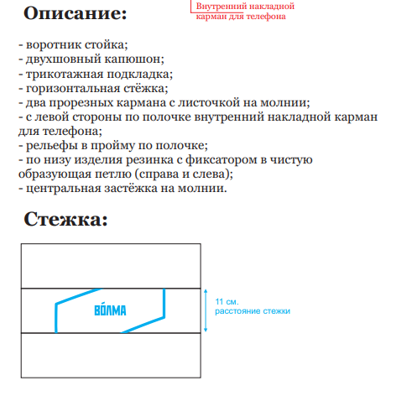 Внутренний накладной
карман для телефона
Описание:
- воротник стойка;
- двухшовный капюшон;
- трикотажная подкладка;
- горизонтальная стёжка;
- два прорезных кармана с листочкой на молнии;
- с левой стороны по полочке внутренний накладной карман
для телефона;
- рельефы в пройму по полочке;
- по низу изделия резинка с фиксатором в чистую
образующая петлю (справа и слева);
- центральная застёжка на молнии.
Стежка:
ВОЛМА
11 см.
расстояние стежки